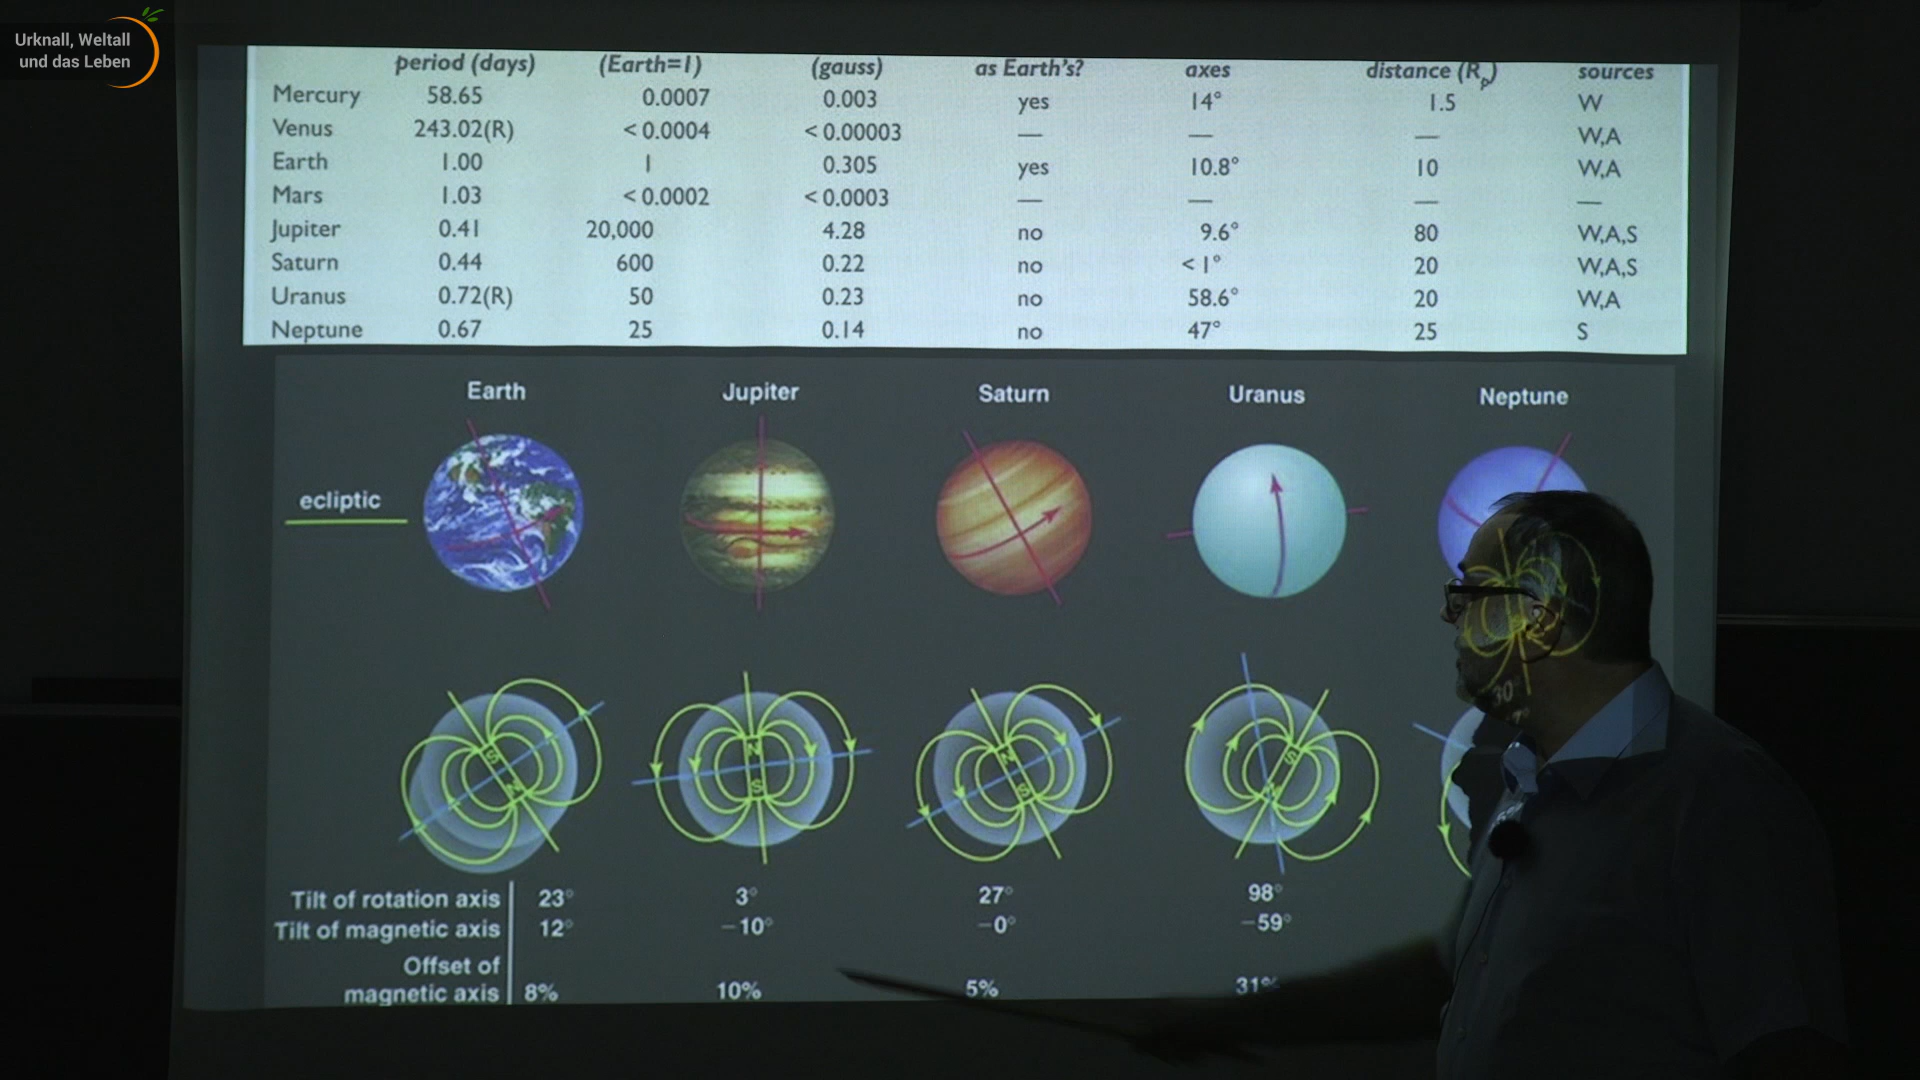 Urknall, Weltall
und das Leben
period (days) (Earth=1) (gauss) as Earth's? axes distance (Rp) sources
Mercury 58.65 0.0007 0.003 yes 14° 1.5 W
Venus 243.02(R) <0.0004 <0.00003 — — — W,A
Earth 1.00 1 0.305 yes 10.8° 10 W,A
Mars 1.03 <0.0002 <0.0003 — — — —
Jupiter 0.41 20,000 4.28 no 9.6° 80 W,A,S
Saturn 0.44 600 0.22 no <1° 20 W,A,S
Uranus 0.72(R) 50 0.23 no 58.6° 20 W,A
Neptune 0.67 25 0.14 no 47° 25 S
Earth Jupiter Saturn Uranus Neptune
ecliptic
S N N S N S S N
30°
Tilt of rotation axis 23° 3° 27° 98°
Tilt of magnetic axis 12° –10° –0° –59°
Offset of
magnetic axis 8% 10% 5% 31%